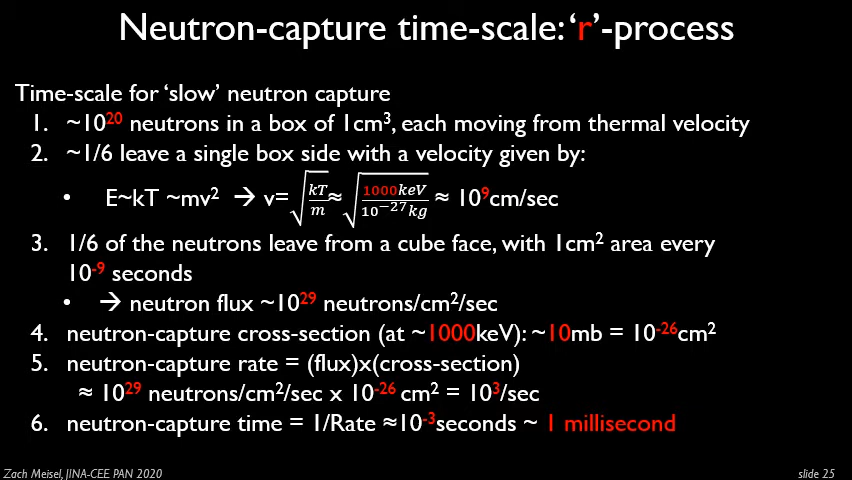 Neutron-capture time-scale: ‘r’-process
Time-scale for ‘slow’ neutron capture
1. ~10²⁰ neutrons in a box of 1cm³, each moving from thermal velocity
2. ~1/6 leave a single box side with a velocity given by:
• E~kT ~mv² → v=√(kT/m)≈√(1000keV/10⁻²⁷kg) ≈ 10⁹cm/sec
3. 1/6 of the neutrons leave from a cube face, with 1cm² area every
10⁻⁹ seconds
• → neutron flux ~10²⁹ neutrons/cm²/sec
4. neutron-capture cross-section (at ~1000keV): ~10mb = 10⁻²⁶cm²
5. neutron-capture rate = (flux)x(cross-section)
≈ 10²⁹ neutrons/cm²/sec x 10⁻²⁶ cm² = 10³/sec
6. neutron-capture time = 1/Rate ≈10⁻³seconds ~ 1 millisecond
Zach Meisel, JINA-CEE PAN 2020 slide 25